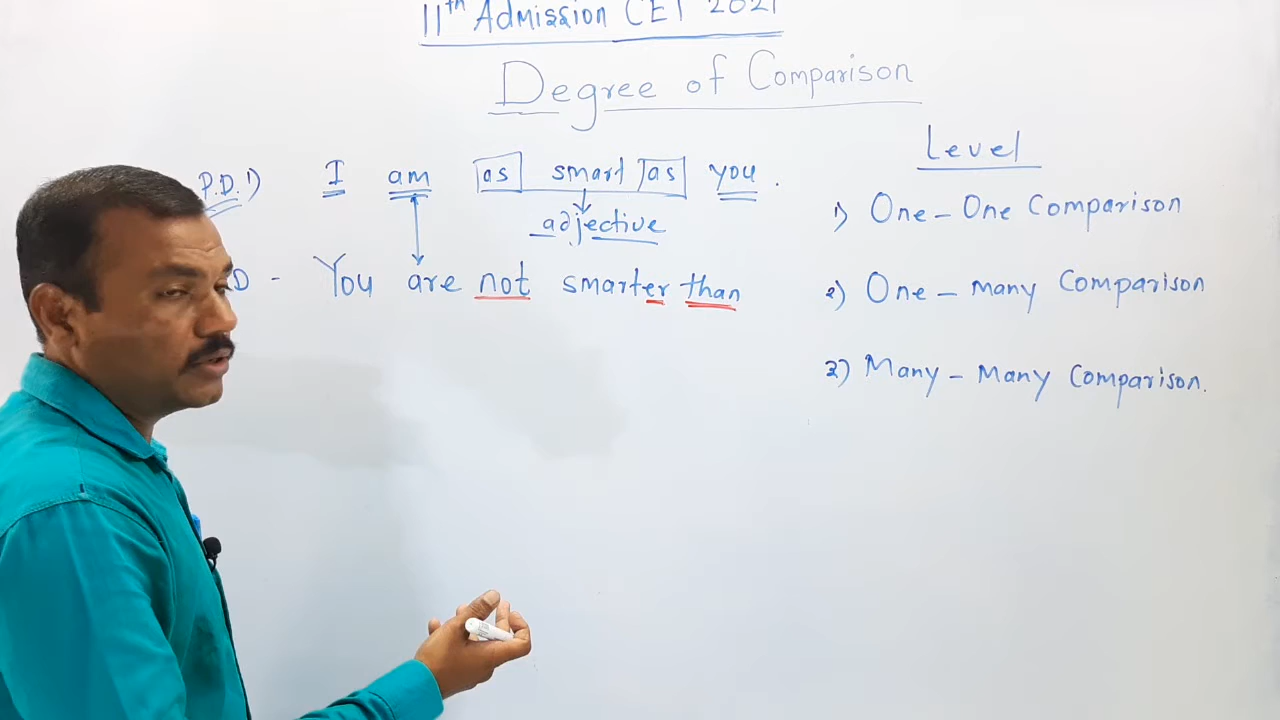 11th Admission CET 2021
Degree of Comparison
P.D. 1) I am as smart as you.
adjective
D - You are not smarter than
Level
1) One - One Comparison
2) One - Many Comparison
3) Many - Many Comparison.